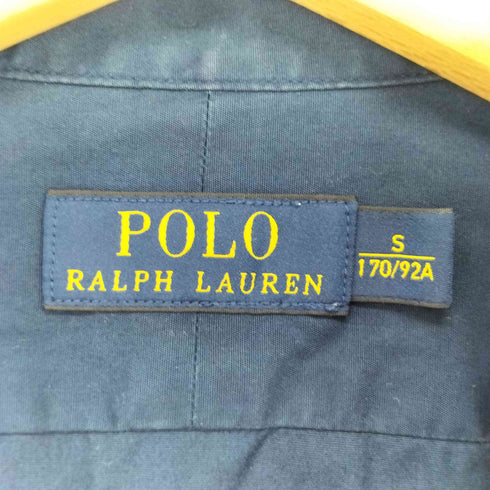 POLO
RALPH LAUREN
S
170/92A